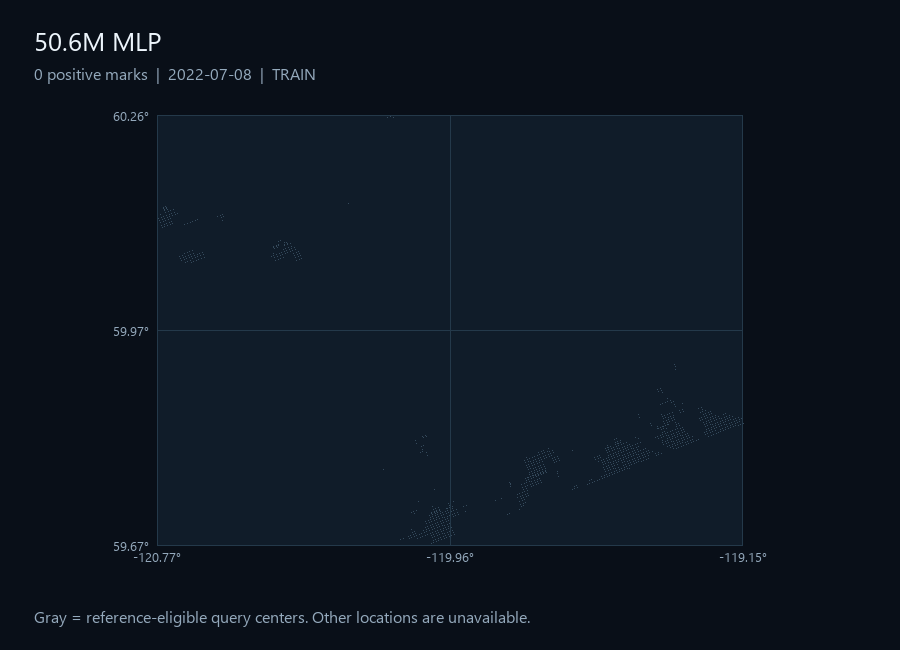 50.6M MLP
0 positive marks | 2022-07-08 | TRAIN
60.26°
59.97°
59.67°
-120.77°
-119.96°
-119.15°
Gray = reference-eligible query centers. Other locations are unavailable.